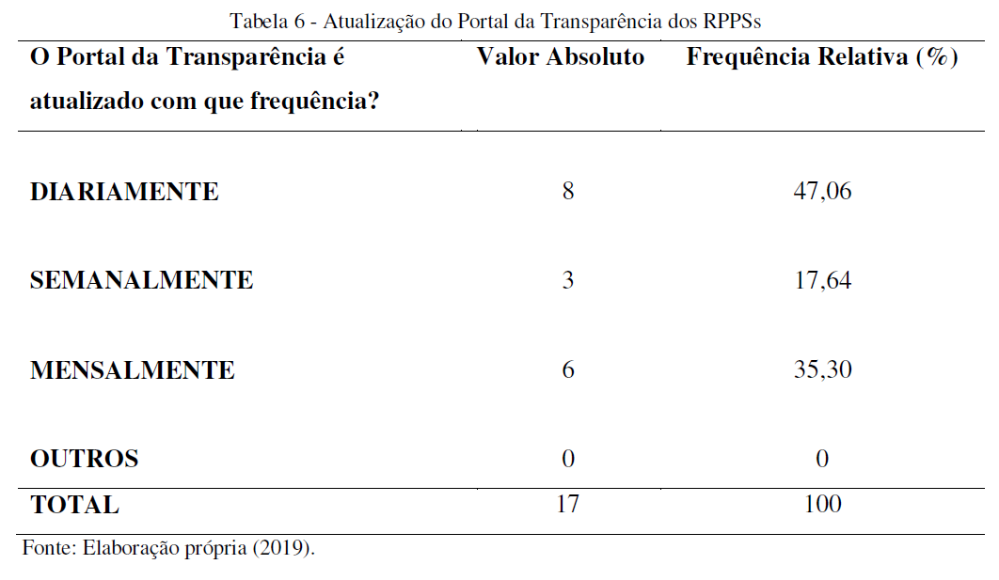 Tabela 6 - Atualização do Portal da Transparência dos RPPSs
O Portal da Transparência é Valor Absoluto Frequência Relativa (%)
atualizado com que frequência?
DIARIAMENTE 8 47,06
SEMANALMENTE 3 17,64
MENSALMENTE 6 35,30
OUTROS 0 0
TOTAL 17 100
Fonte: Elaboração própria (2019).